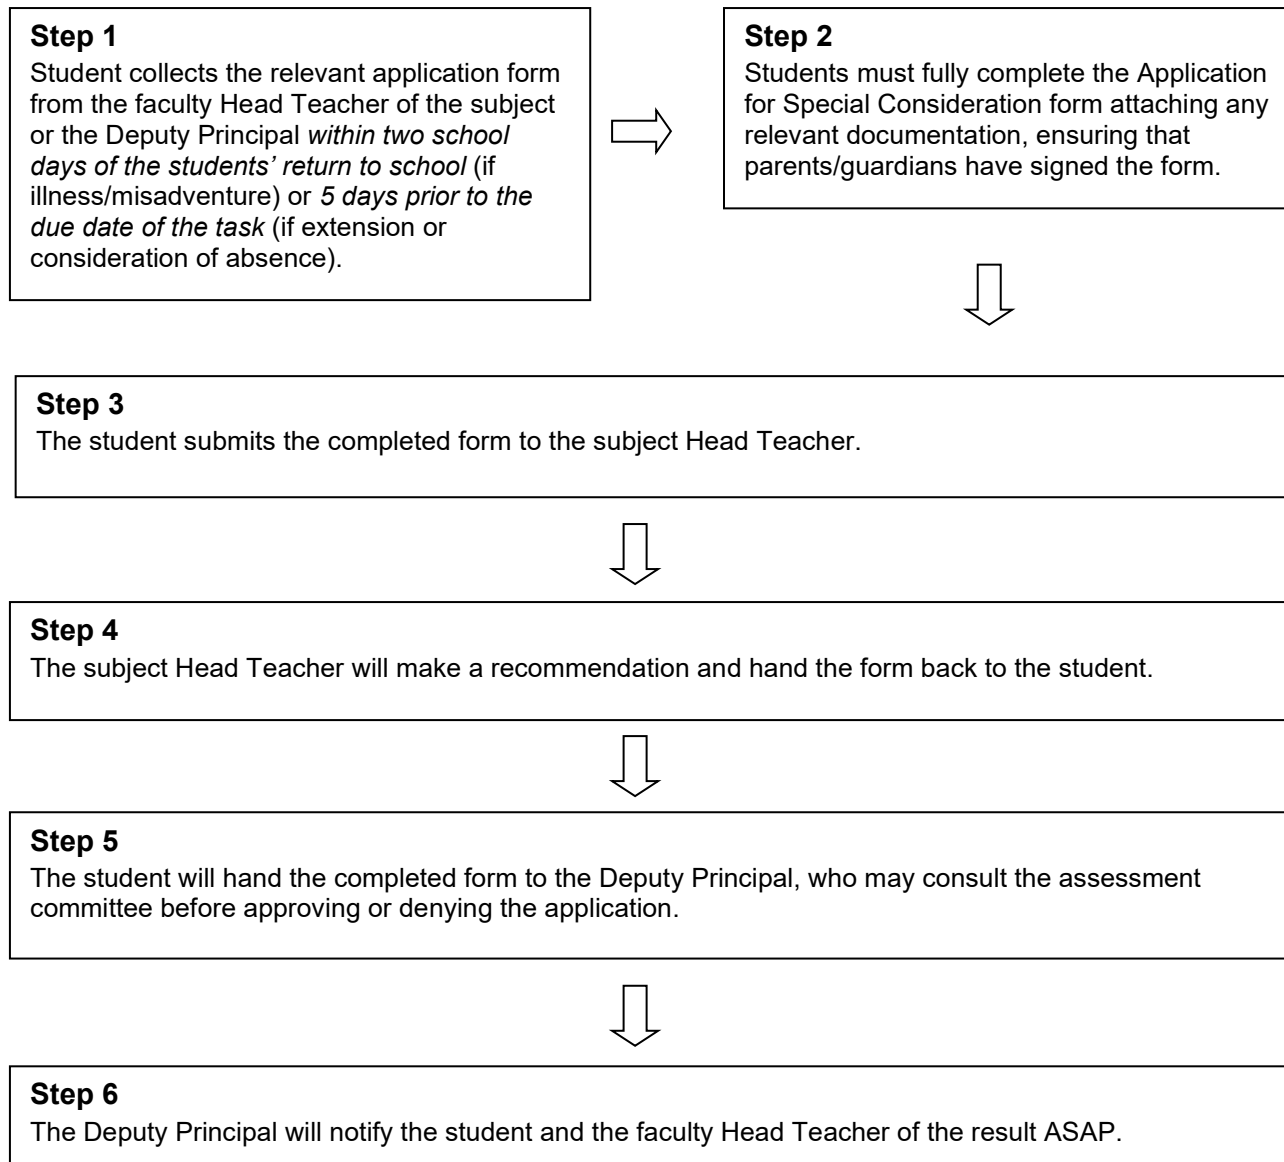 Step 1
Student collects the relevant application form
from the faculty Head Teacher of the subject
or the Deputy Principal within two school
days of the students’ return to school (if
illness/misadventure) or 5 days prior to the
due date of the task (if extension or
consideration of absence).
Step 2
Students must fully complete the Application
for Special Consideration form attaching any
relevant documentation, ensuring that
parents/guardians have signed the form.
Step 3
The student submits the completed form to the subject Head Teacher.
Step 4
The subject Head Teacher will make a recommendation and hand the form back to the student.
Step 5
The student will hand the completed form to the Deputy Principal, who may consult the assessment
committee before approving or denying the application.
Step 6
The Deputy Principal will notify the student and the faculty Head Teacher of the result ASAP.